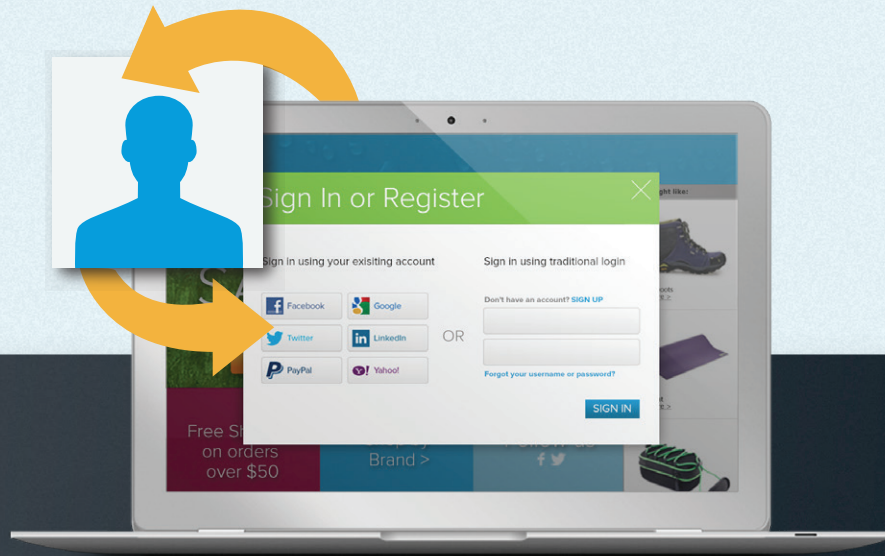 Sign In or Register
Sign in using your exisiting account
Facebook
Google
Twitter
LinkedIn
PayPal
Yahoo!
OR
Sign in using traditional login
Don't have an account? SIGN UP
Forgot your username or password?
SIGN IN
ght like:
Free Sh
on orders
over $50
Brand >